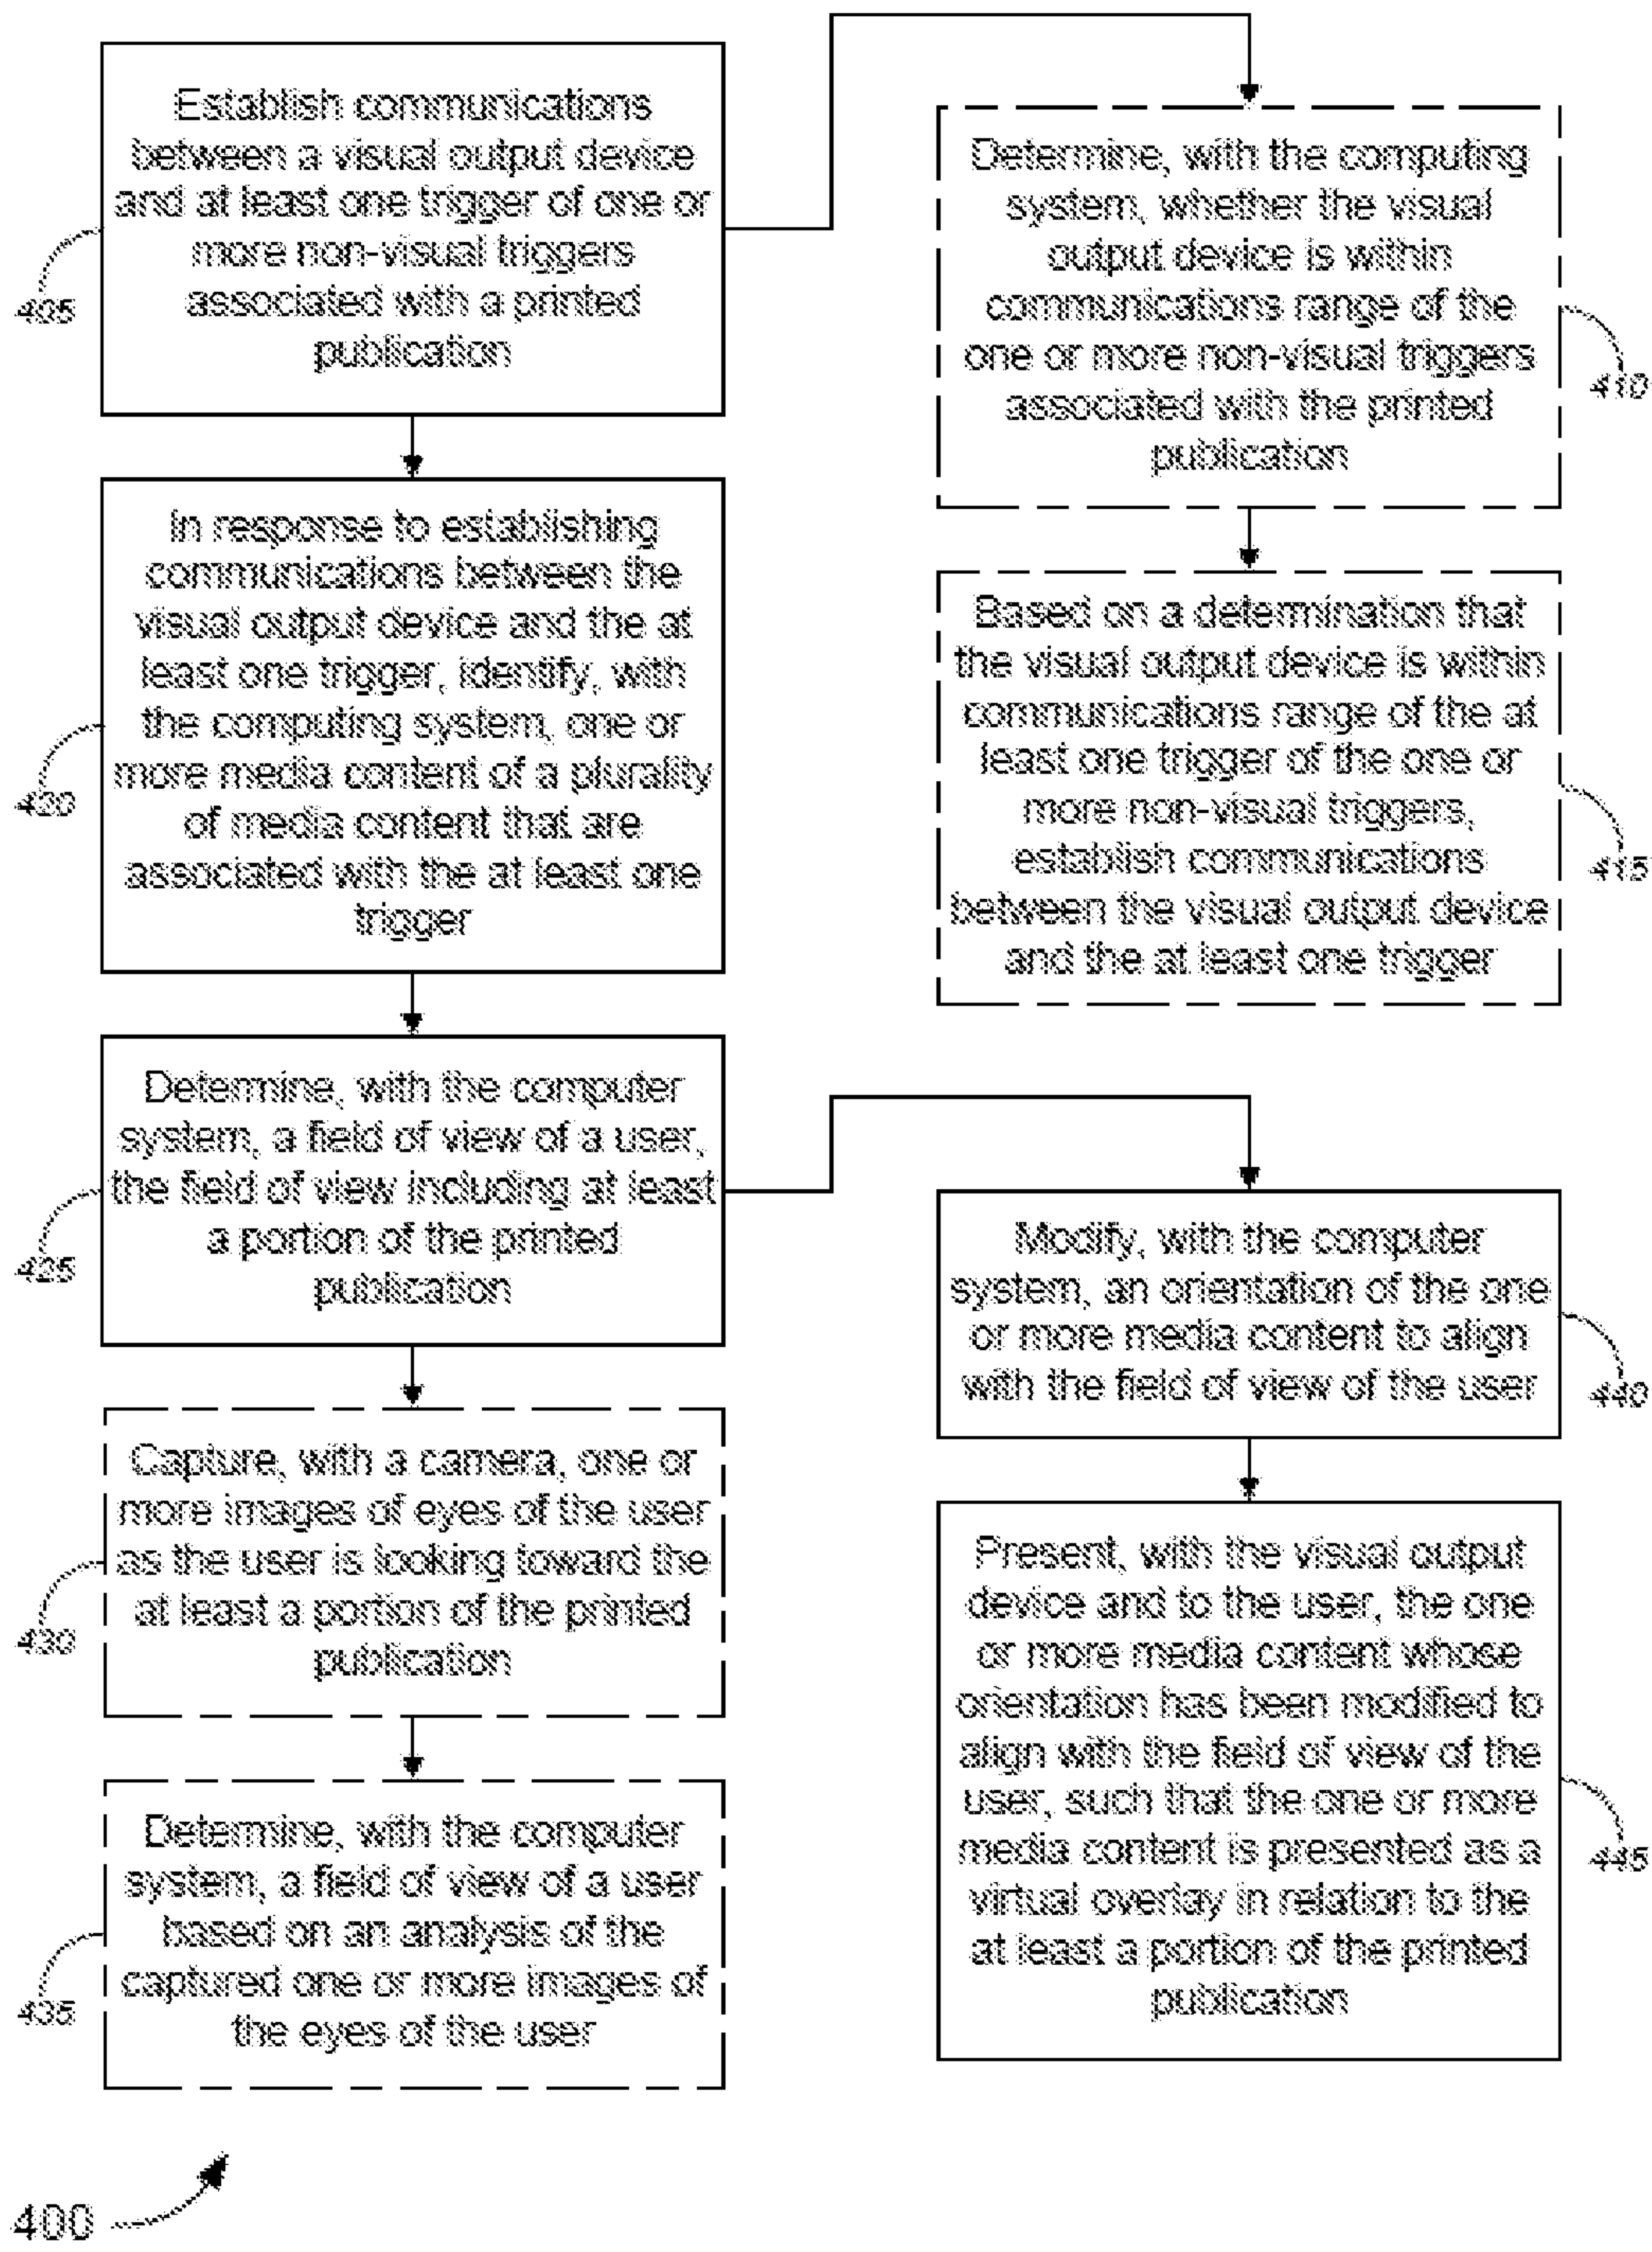 Establish communications
between a visual output device
and at least one trigger of one or
more non-visual triggers
associated with a printed
publication
405
Determine, with the computing
system, whether the visual
output device is within
communications range of the
one or more non-visual triggers
associated with the printed
publication
410
Based on a determination that
the visual output device is within
communications range of the at
least one trigger of the one or
more non-visual triggers,
establish communications
between the visual output device
and the at least one trigger
415
In response to establishing
communications between the
visual output device and the at
least one trigger, identify, with
the computing system, one or
more media content of a plurality
of media content that are
associated with the at least one
trigger
420
Determine, with the computer
system, a field of view of a user,
the field of view including at least
a portion of the printed
publication
425
Capture, with a camera, one or
more images of eyes of the user
as the user is looking toward the
at least a portion of the printed
publication
430
Determine, with the computer
system, a field of view of a user
based on an analysis of the
captured one or more images of
the eyes of the user
435
Modify, with the computer
system, an orientation of the one
or more media content to align
with the field of view of the user
440
Present, with the visual output
device and to the user, the one
or more media content whose
orientation has been modified to
align with the field of view of the
user, such that the one or more
media content is presented as a
virtual overlay in relation to the
at least a portion of the printed
publication
445
400